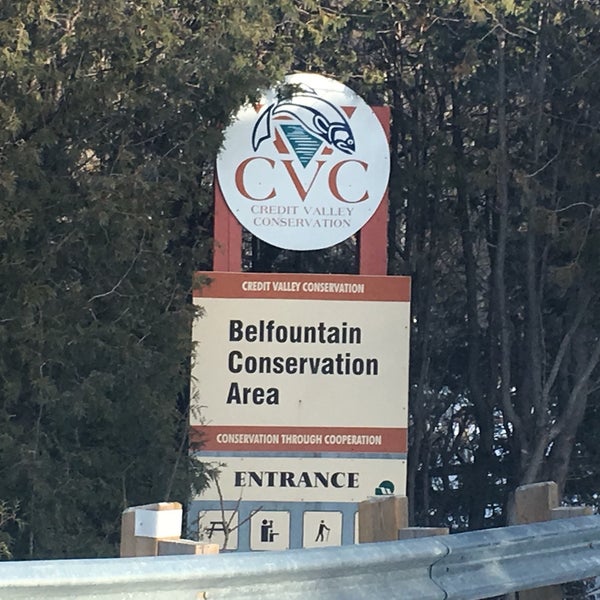 CVC
CREDIT VALLEY
CONSERVATION
CREDIT VALLEY CONSERVATION
Belfountain
Conservation
Area
CONSERVATION THROUGH COOPERATION
ENTRANCE